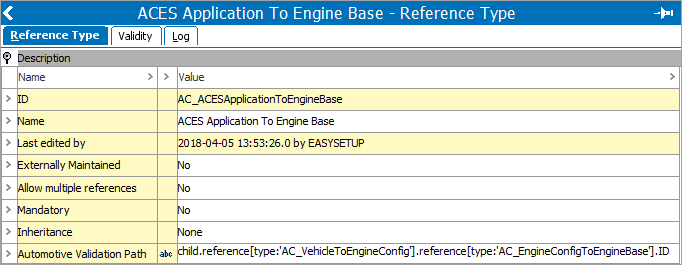 ACES Application To Engine Base - Reference Type
Reference Type Validity Log
Description
Name > > Value >
> ID AC_ACESApplicationToEngineBase
> Name ACES Application To Engine Base
> Last edited by 2018-04-05 13:53:26.0 by EASYSETUP
> Externally Maintained No
> Allow multiple references No
> Mandatory No
> Inheritance None
> Automotive Validation Path abc child.reference[type:'AC_VehicleToEngineConfig'].reference[type:'AC_EngineConfigToEngineBase'].ID